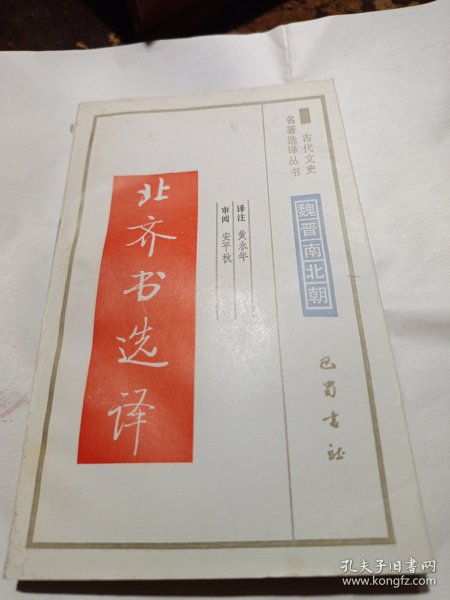 古代文史
名著选译丛书
魏晋南北朝
巴蜀书社
译注 黄永年
审阅 安平秋
北齐书选译
孔夫子旧书网
www.kongfz.com